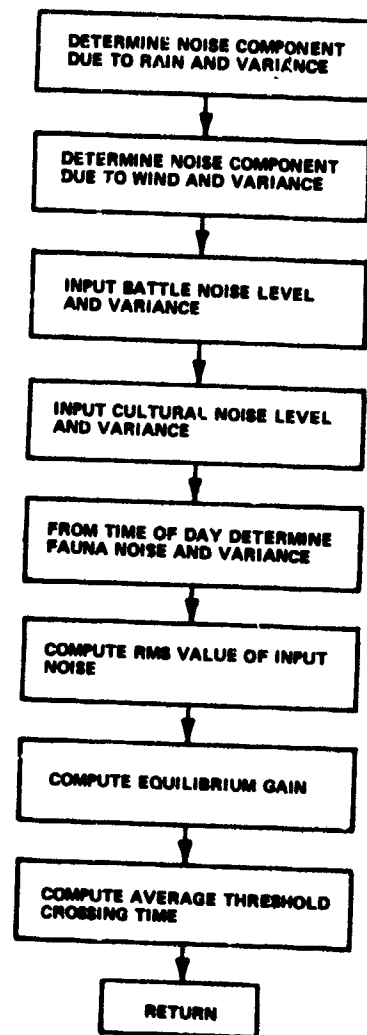 DETERMINE NOISE COMPONENT
DUE TO RAIN AND VARIANCE
DETERMINE NOISE COMPONENT
DUE TO WIND AND VARIANCE
INPUT BATTLE NOISE LEVEL
AND VARIANCE
INPUT CULTURAL NOISE LEVEL
AND VARIANCE
FROM TIME OF DAY DETERMINE
FAUNA NOISE AND VARIANCE
COMPUTE RMS VALUE OF INPUT
NOISE
COMPUTE EQUILIBRIUM GAIN
COMPUTE AVERAGE THRESHOLD
CROSSING TIME
RETURN